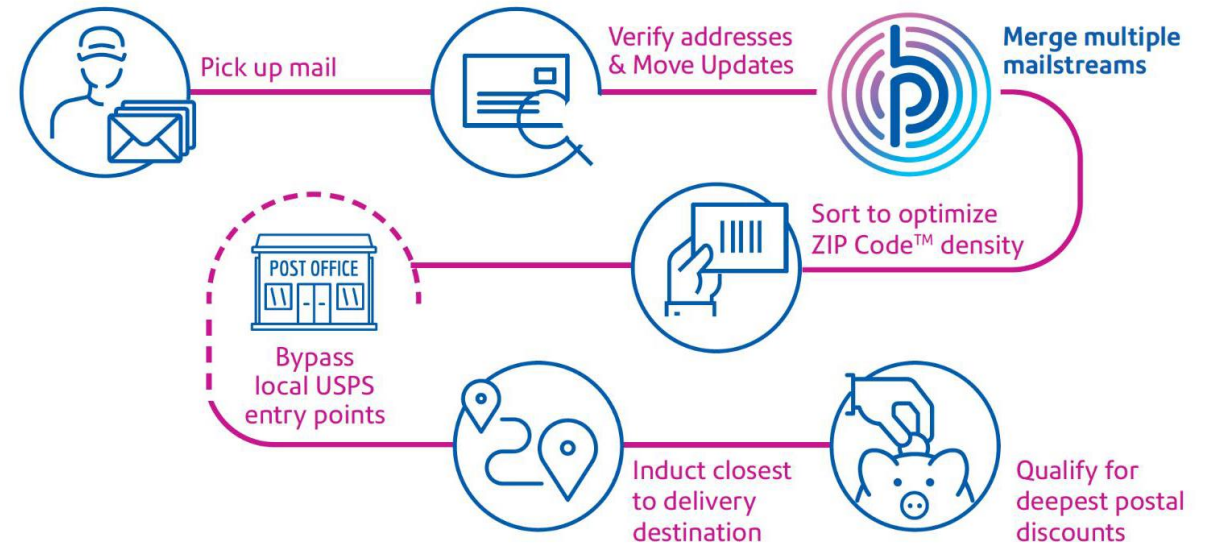 Pick up mail
Verify addresses
& Move Updates
Merge multiple
mailstreams
Sort to optimize
ZIP Code™ density
POST OFFICE
Bypass
local USPS
entry points
Induct closest
to delivery
destination
Qualify for
deepest postal
discounts